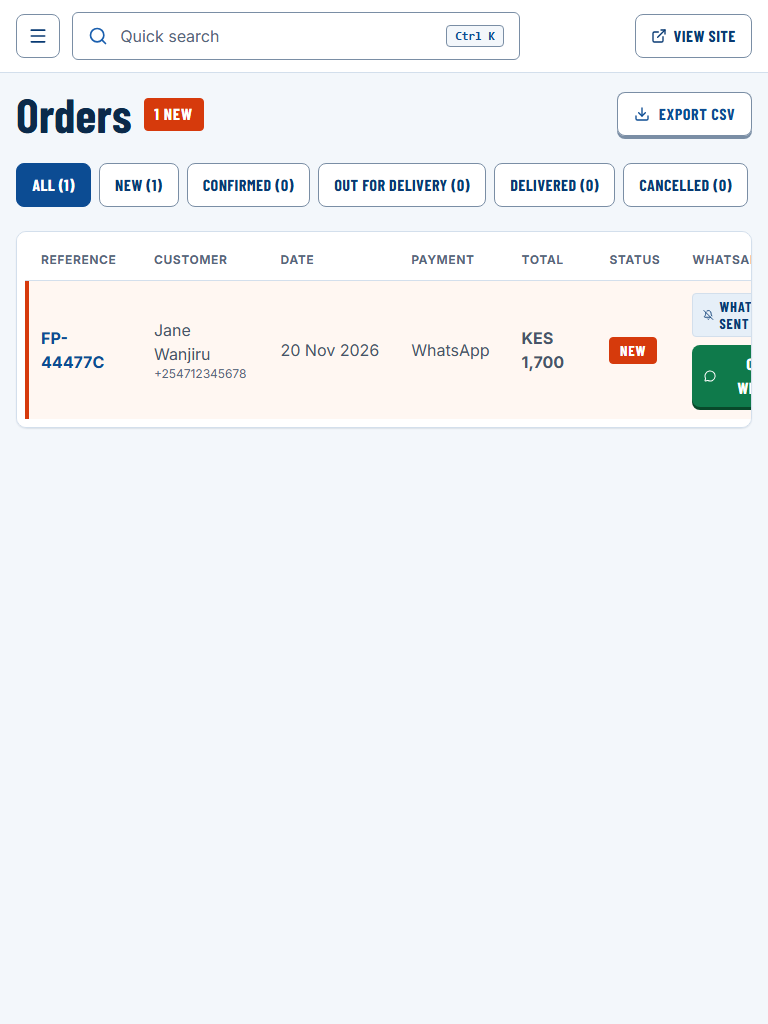 Quick search
Ctrl K
VIEW SITE
Orders
1 NEW
EXPORT CSV
ALL (1)
NEW (1)
CONFIRMED (0)
OUT FOR DELIVERY (0)
DELIVERED (0)
CANCELLED (0)
REFERENCE
CUSTOMER
DATE
PAYMENT
TOTAL
STATUS
FP-
44477C
Jane
Wanjiru
+254712345678
20 Nov 2026
WhatsApp
KES
1,700
NEW
SENT